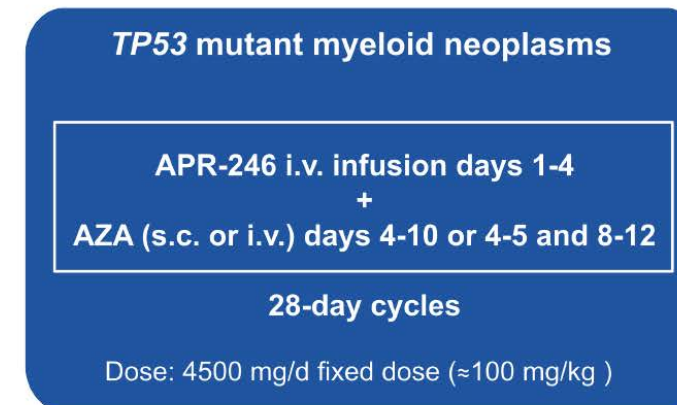 TP53 mutant myeloid neoplasms
APR-246 i.v. infusion days 1-4
+
AZA (s.c. or i.v.) days 4-10 or 4-5 and 8-12
28-day cycles
Dose: 4500 mg/d fixed dose (≈100 mg/kg )